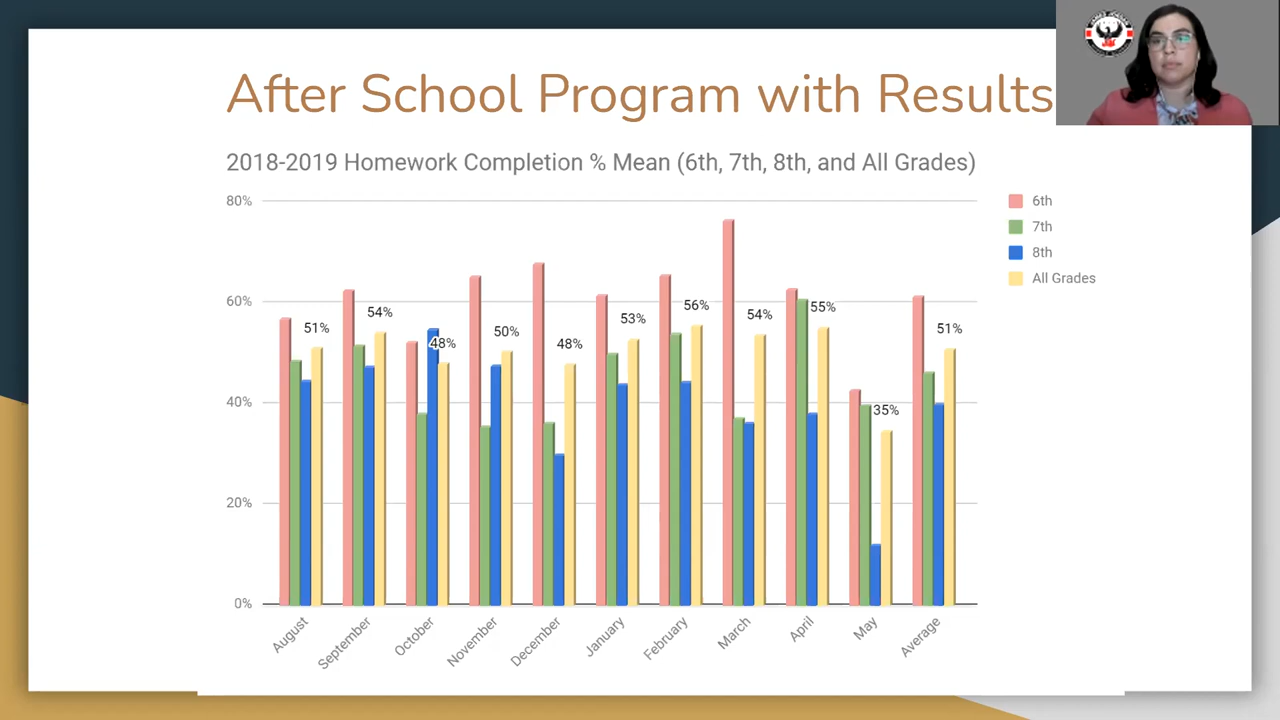 After School Program with Results
2018-2019 Homework Completion % Mean (6th, 7th, 8th, and All Grades)
80%
60%
40%
20%
0%
51%
54%
48%
50%
48%
53%
56%
54%
55%
35%
51%
August
September
October
November
December
January
February
March
April
May
Average
6th
7th
8th
All Grades